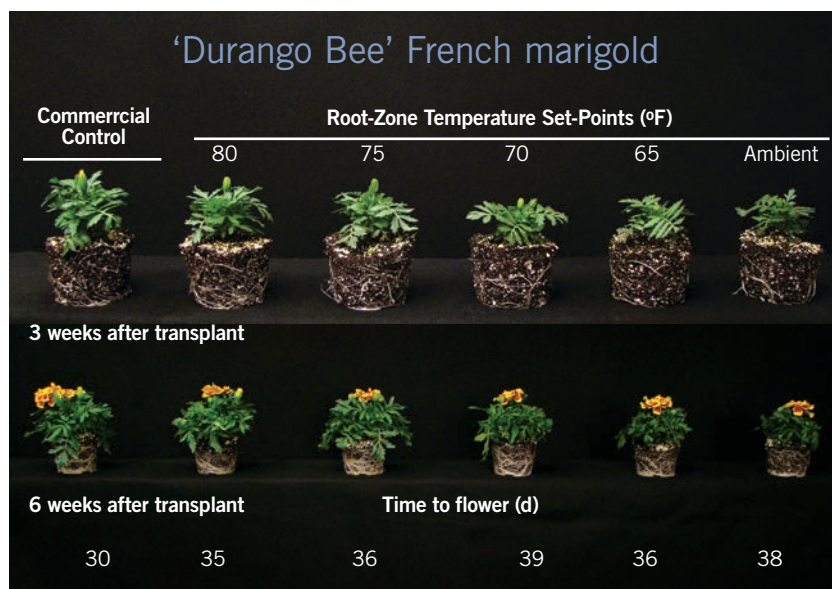 ‘Durango Bee’ French marigold
Commerrcial
Control
Root-Zone Temperature Set-Points (ºF)
80 75 70 65 Ambient
3 weeks after transplant
6 weeks after transplant Time to flower (d)
30 35 36 39 36 38